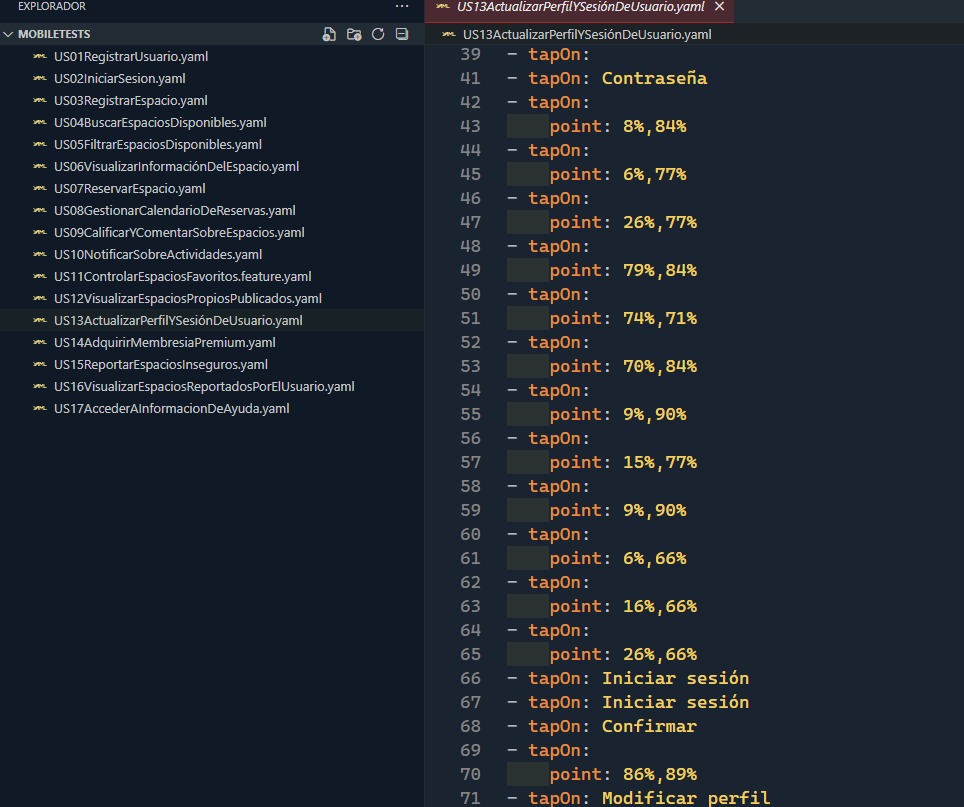 EXPLORADOR
MOBILETESTS
US01RegistrarUsuario.yaml
US02IniciarSesion.yaml
US03RegistrarEspacio.yaml
US04BuscarEspaciosDisponibles.yaml
US05FiltrarEspaciosDisponibles.yaml
US06VisualizarInformaciónDelEspacio.yaml
US07ReservarEspacio.yaml
US08GestionarCalendarioDeReservas.yaml
US09CalificarYComentarSobreEspacios.yaml
US10NotificarSobreActividades.yaml
US11ControlarEspaciosFavoritos.feature.yaml
US12VisualizarEspaciosPropiosPublicados.yaml
US13ActualizarPerfilYSesiónDeUsuario.yaml
US14AdquirirMembresiaPremium.yaml
US15ReportarEspaciosInseguros.yaml
US16VisualizarEspaciosReportadosPorElUsuario.yaml
US17AccederAInformacionDeAyuda.yaml
US13ActualizarPerfilYSesiónDeUsuario.yaml
US13ActualizarPerfilYSesiónDeUsuario.yaml
39 - tapOn:
41 - tapOn: Contraseña
42 - tapOn:
43 point: 8%,84%
44 - tapOn:
45 point: 6%,77%
46 - tapOn:
47 point: 26%,77%
48 - tapOn:
49 point: 79%,84%
50 - tapOn:
51 point: 74%,71%
52 - tapOn:
53 point: 70%,84%
54 - tapOn:
55 point: 9%,90%
56 - tapOn:
57 point: 15%,77%
58 - tapOn:
59 point: 9%,90%
60 - tapOn:
61 point: 6%,66%
62 - tapOn:
63 point: 16%,66%
64 - tapOn:
65 point: 26%,66%
66 - tapOn: Iniciar sesión
67 - tapOn: Iniciar sesión
68 - tapOn: Confirmar
69 - tapOn:
70 point: 86%,89%
71 - tapOn: Modificar perfil